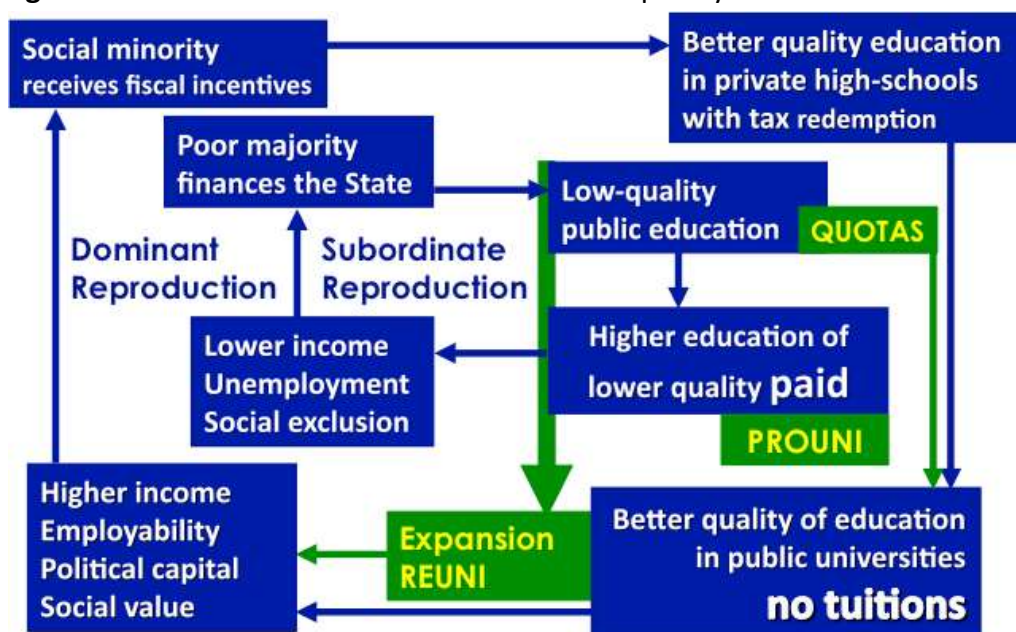 Social minority
receives fiscal incentives
Better quality education
in private high-schools
with tax redemption
Poor majority
finances the State
Low-quality
public education
QUOTAS
Dominant
Reproduction
Subordinate
Reproduction
Lower income
Unemployment
Social exclusion
Higher education of
lower quality paid
PROUNI
Higher income
Employability
Political capital
Social value
Expansion
REUNI
Better quality of education
in public universities
no tuitions